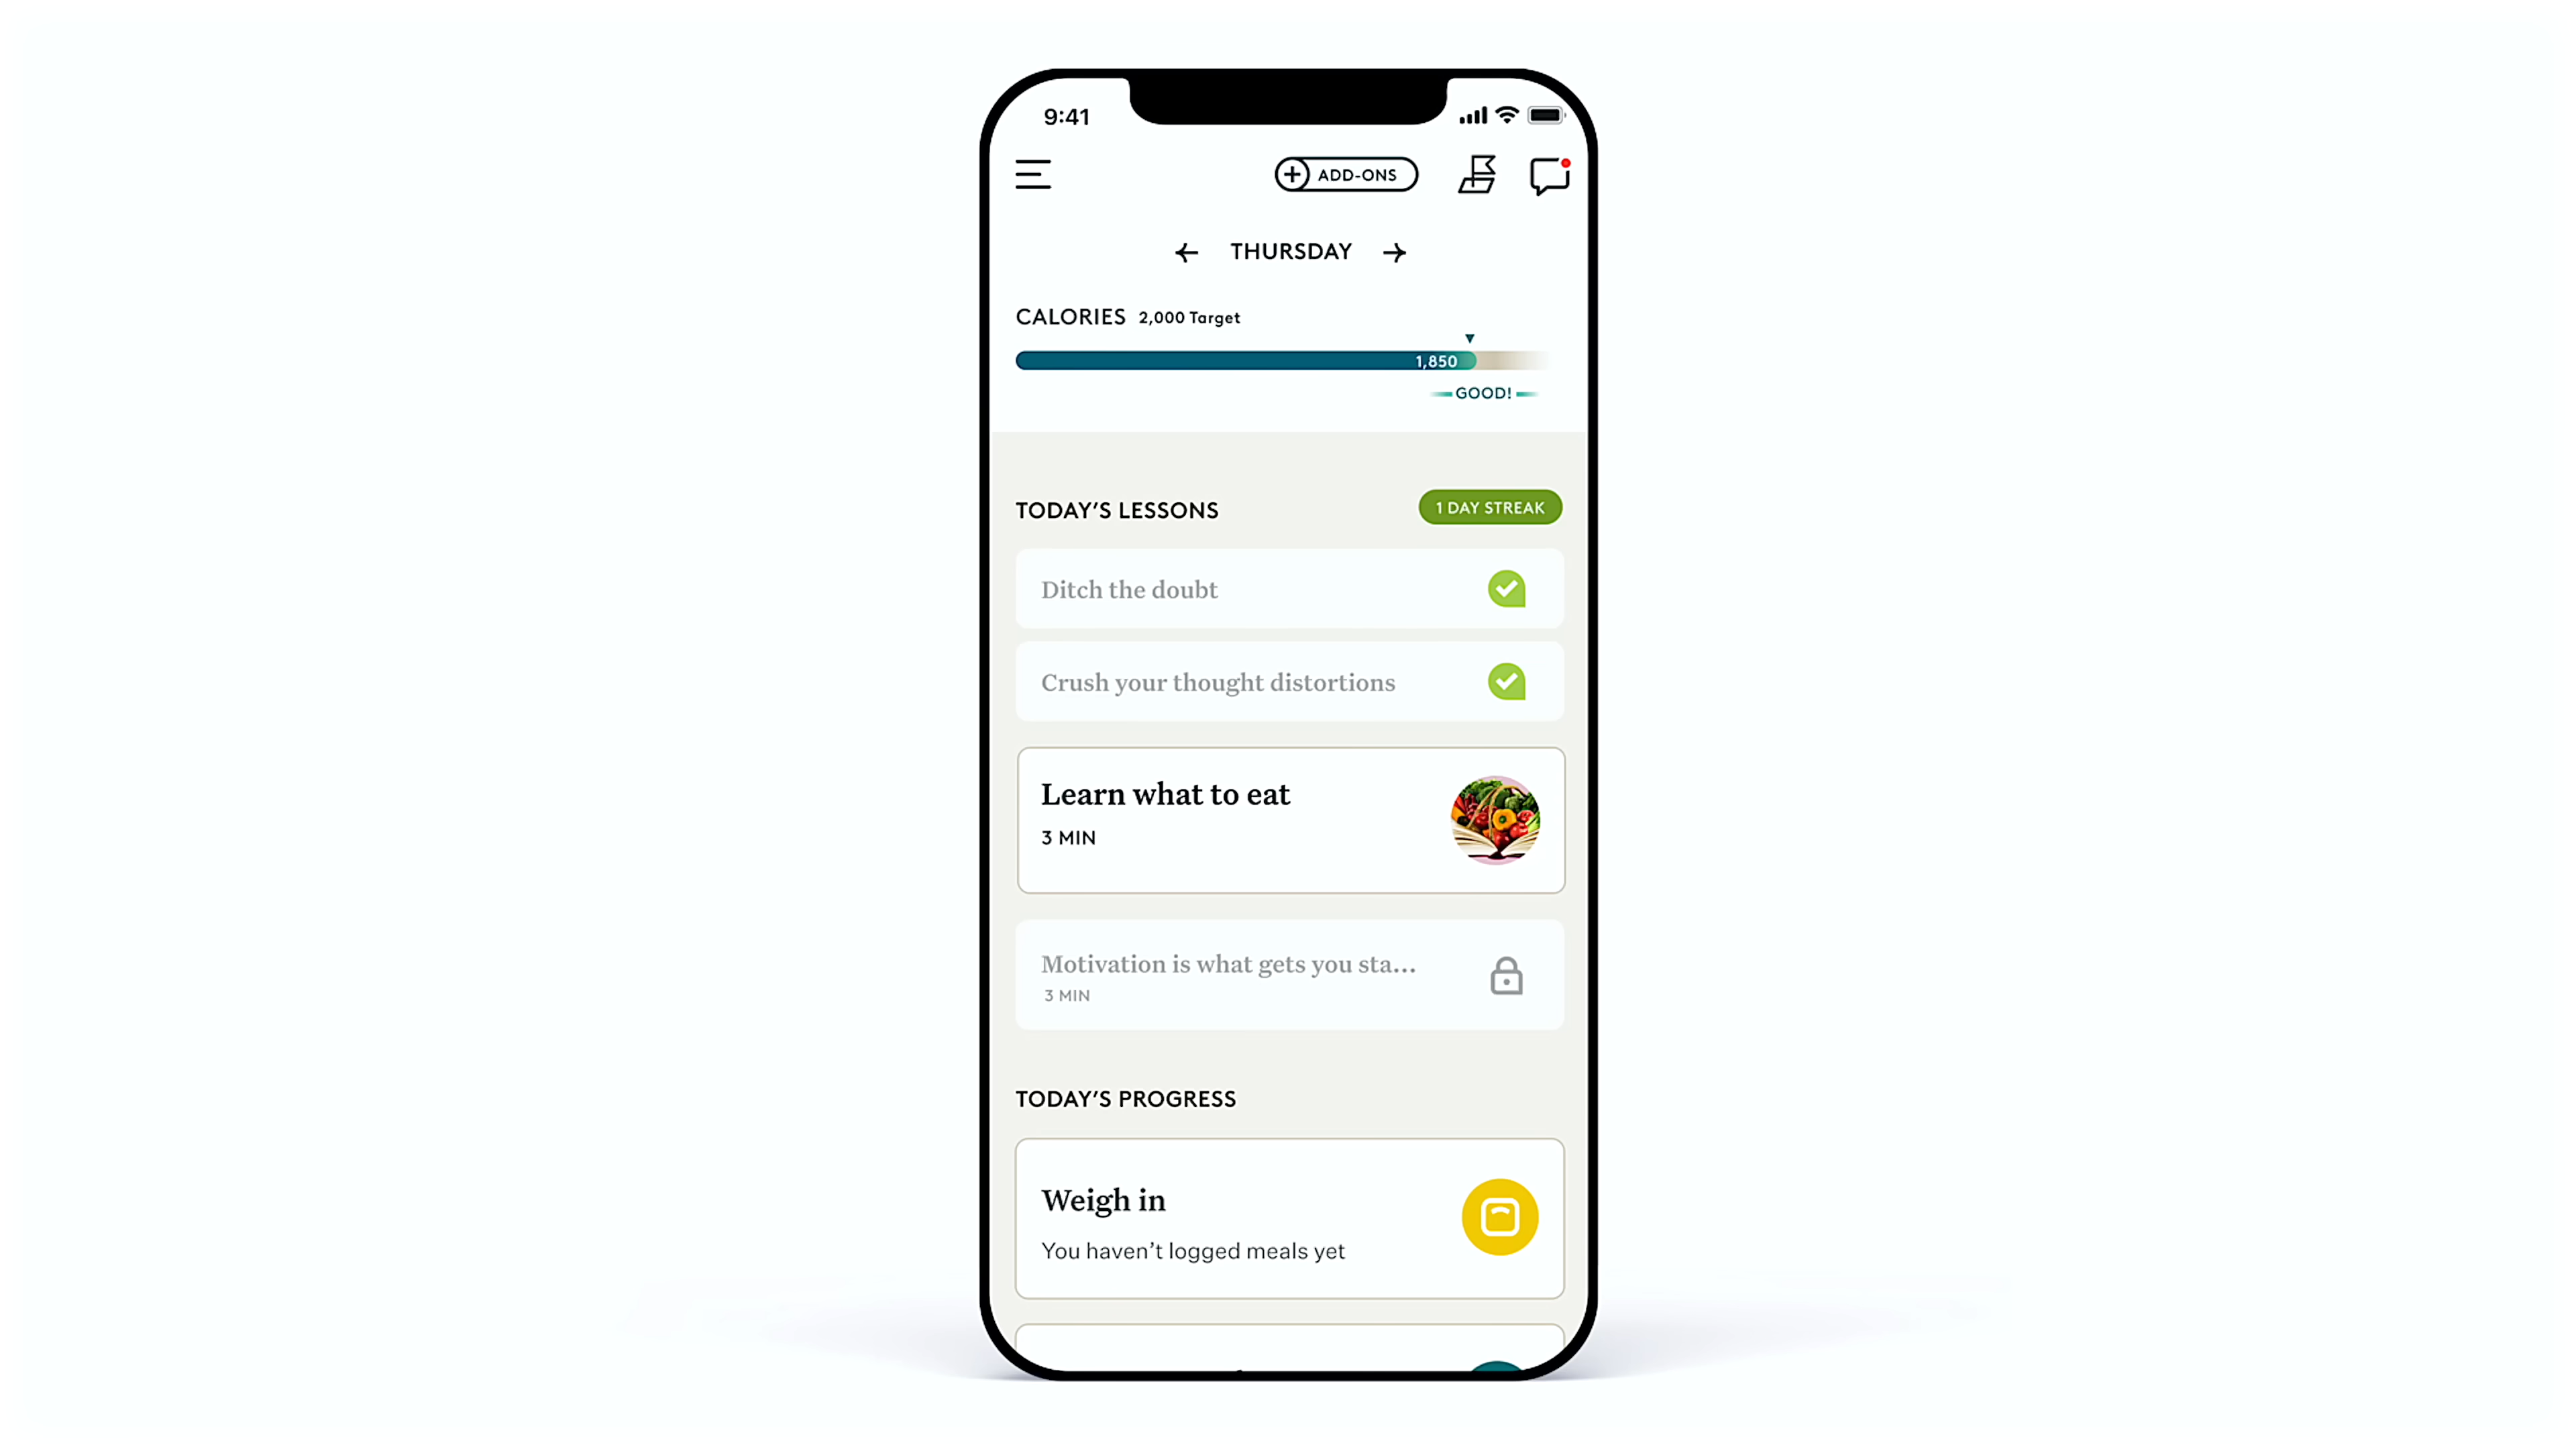 9:41
ADD-ONS
THURSDAY
CALORIES 2,000 Target
1,850
GOOD!
TODAY’S LESSONS
1 DAY STREAK
Ditch the doubt
Crush your thought distortions
Learn what to eat
3 MIN
Motivation is what gets you sta...
3 MIN
TODAY’S PROGRESS
Weigh in
You haven’t logged meals yet